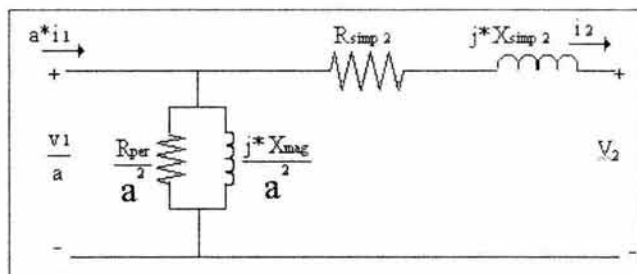 a*i1
Rsimp 2
j* Xsimp 2
i2
+
+
v1
a
Rper
a2
j* Xmag
a2
V2
-
-